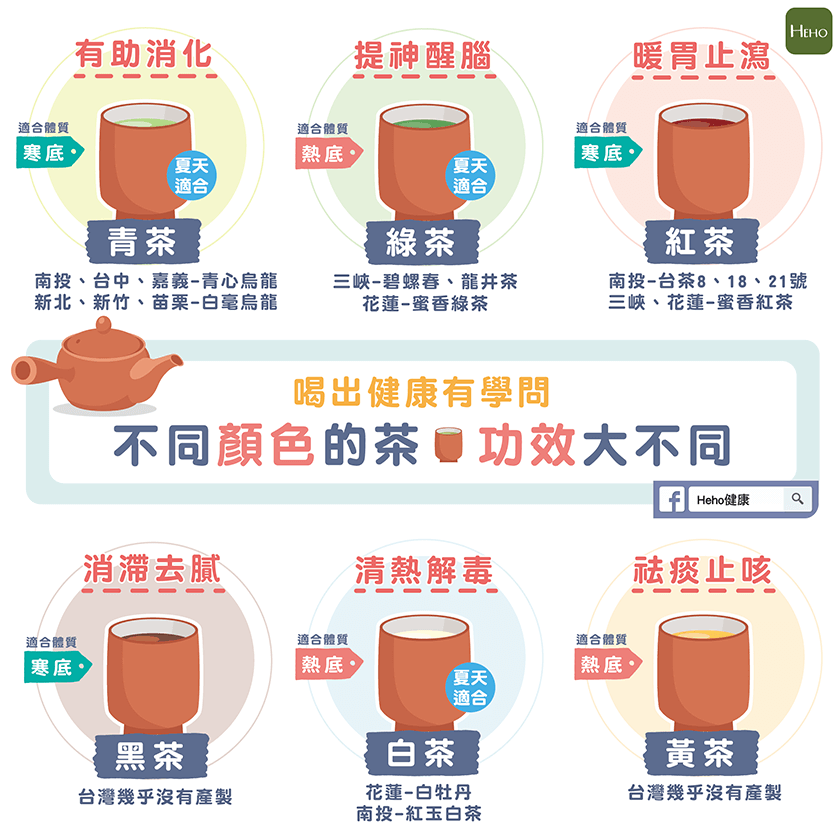 HEHO
有助消化
適合體質
寒底
夏天
適合
青茶
南投、台中、嘉義-青心烏龍
新北、新竹、苗栗-白毫烏龍
提神醒腦
適合體質
熱底
夏天
適合
綠茶
三峽-碧螺春、龍井茶
花蓮-蜜香綠茶
暖胃止瀉
適合體質
寒底
紅茶
南投-台茶8、18、21號
三峽、花蓮-蜜香紅茶
喝出健康有學問
不同顏色的茶 功效大不同
f Heho健康
消滯去膩
適合體質
寒底
黑茶
台灣幾乎沒有產製
清熱解毒
適合體質
熱底
夏天
適合
白茶
花蓮-白牡丹
南投-紅玉白茶
祛痰止咳
適合體質
熱底
黃茶
台灣幾乎沒有產製